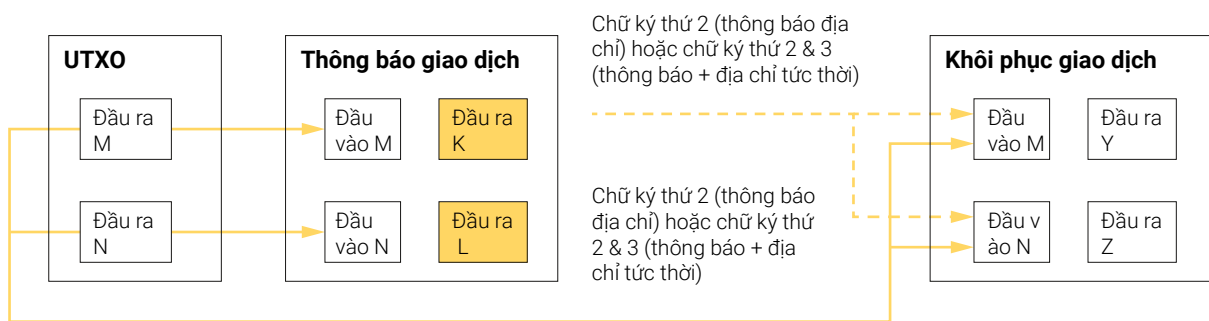 UTXO
Đầu ra
M
Đầu ra
N
Thông báo giao dịch
Đầu
vào M
Đầu ra
K
Đầu
vào N
Đầu ra
L
Chữ ký thứ 2 (thông báo địa
chỉ) hoặc chữ ký thứ 2 & 3
(thông báo + địa chỉ tức thời)
Chữ ký thứ 2 (thông báo
địa chỉ) hoặc chữ ký thứ
2 & 3 (thông báo + địa
chỉ tức thời)
Khôi phục giao dịch
Đầu
vào M
Đầu ra
Y
Đầu v
ào N
Đầu ra
Z